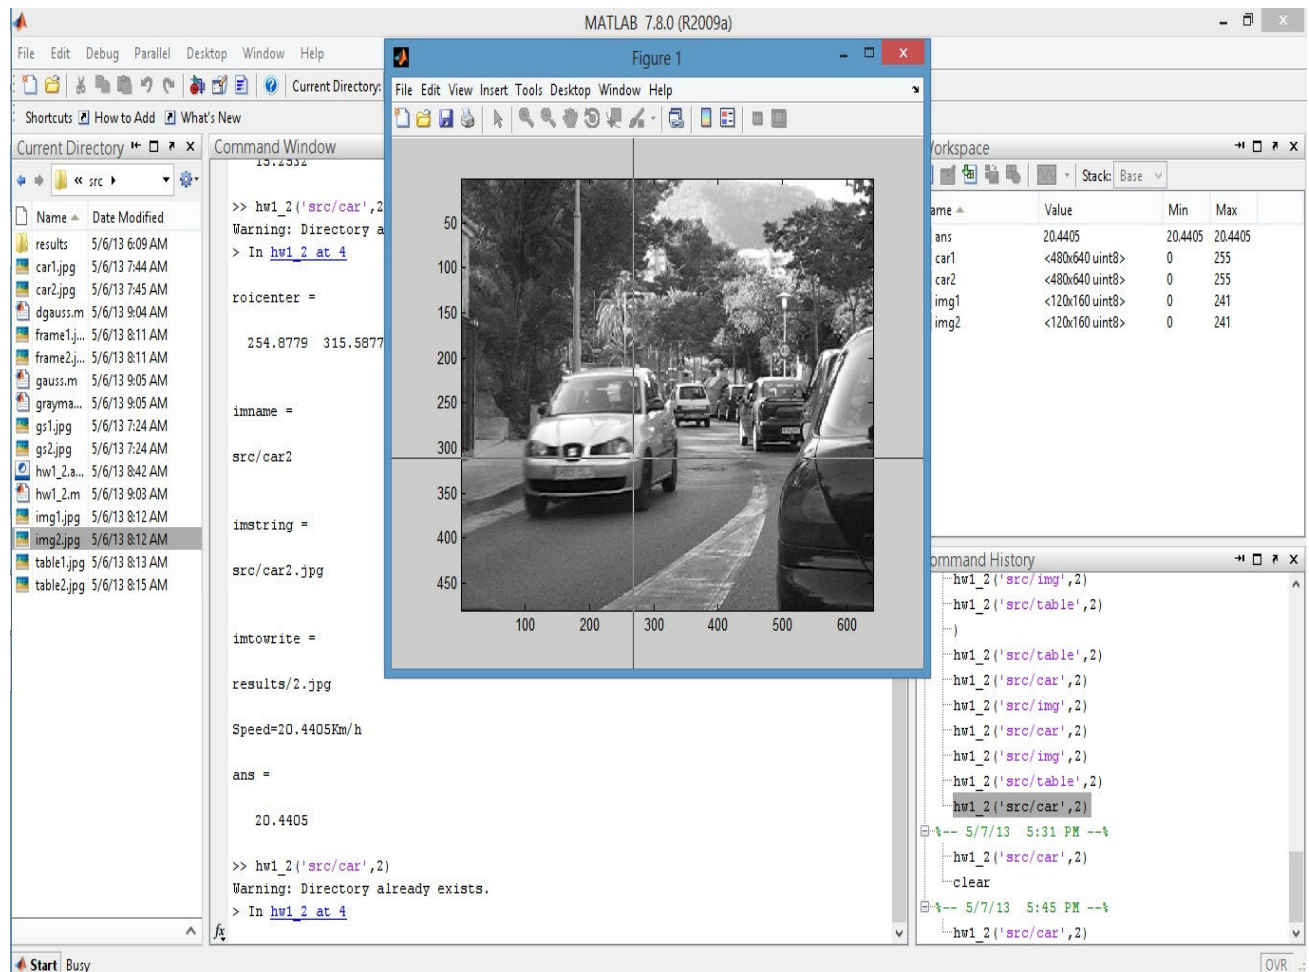 MATLAB 7.8.0 (R2009a)
File Edit Debug Parallel Desktop Window Help
Current Directory:
Shortcuts How to Add What's New
Current Directory
« src
Name Date Modified
results 5/6/13 6:09 AM
car1.jpg 5/6/13 7:44 AM
car2.jpg 5/6/13 7:45 AM
dgauss.m 5/6/13 9:04 AM
frame1.j... 5/6/13 8:11 AM
frame2.j... 5/6/13 8:11 AM
gauss.m 5/6/13 9:05 AM
grayma... 5/6/13 9:05 AM
gs1.jpg 5/6/13 7:24 AM
gs2.jpg 5/6/13 7:24 AM
hw1_2.a... 5/6/13 8:42 AM
hw1_2.m 5/6/13 9:03 AM
img1.jpg 5/6/13 8:12 AM
img2.jpg 5/6/13 8:12 AM
table1.jpg 5/6/13 8:13 AM
table2.jpg 5/6/13 8:15 AM
Command Window
15.2532
>> hw1_2('src/car',2
Warning: Directory a
> In hw1_2 at 4
roicenter =
254.8779 315.5877
imname =
src/car2
imstring =
src/car2.jpg
imtowrite =
results/2.jpg
Speed=20.4405Km/h
ans =
20.4405
>> hw1_2('src/car',2)
Warning: Directory already exists.
> In hw1_2 at 4
fx
Figure 1
File Edit View Insert Tools Desktop Window Help
50
100
150
200
250
300
350
400
450
100 200 300 400 500 600
Workspace
Stack: Base
ame Value Min Max
ans 20.4405 20.4405 20.4405
car1 <480x640 uint8> 0 255
car2 <480x640 uint8> 0 255
img1 <120x160 uint8> 0 241
img2 <120x160 uint8> 0 241
ommand History
hw1_2('src/img',2)
hw1_2('src/table',2)
)
hw1_2('src/table',2)
hw1_2('src/car',2)
hw1_2('src/img',2)
hw1_2('src/car',2)
hw1_2('src/img',2)
hw1_2('src/table',2)
hw1_2('src/car',2)
%-- 5/7/13 5:31 PM --%
hw1_2('src/car',2)
clear
%-- 5/7/13 5:45 PM --%
hw1_2('src/car',2)
Start Busy
OVR